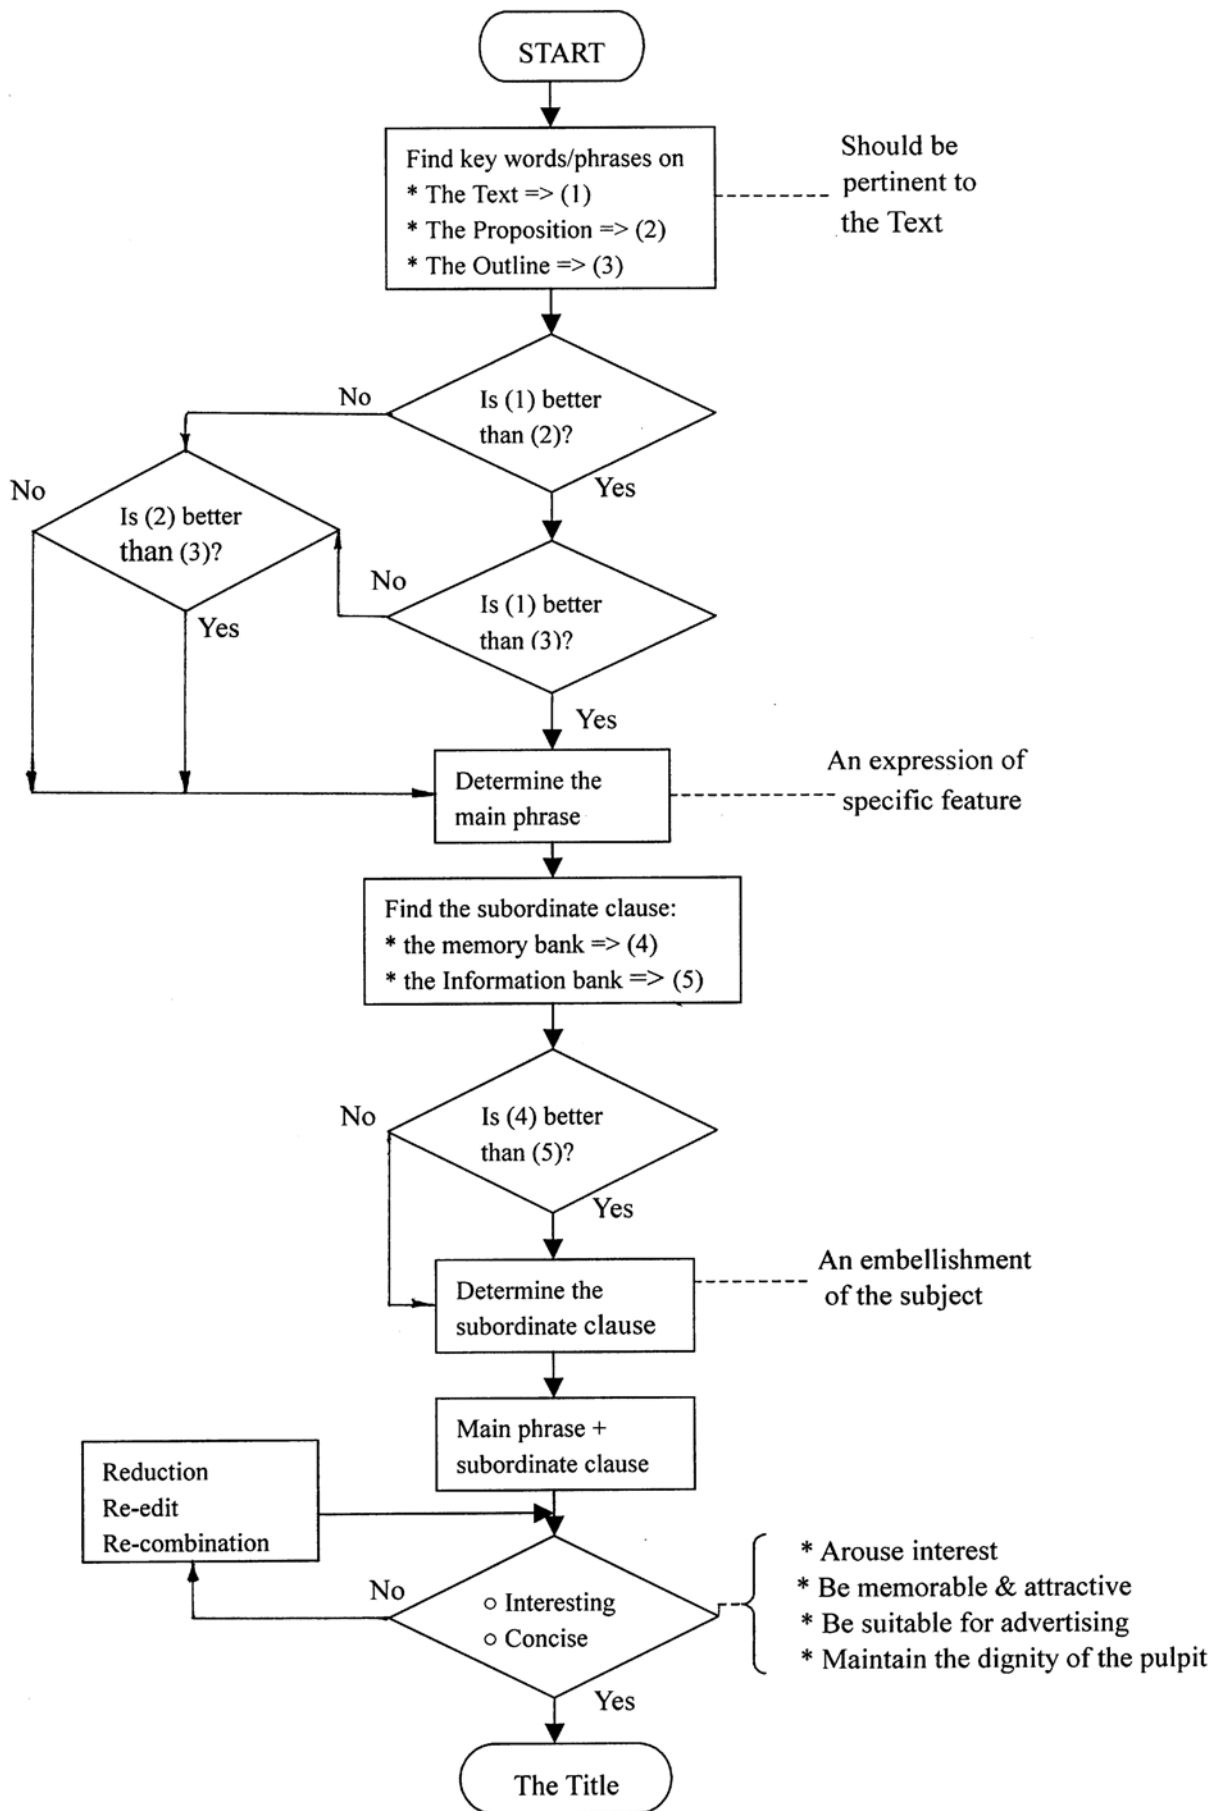 START
Find key words/phrases on
* The Text => (1)
* The Proposition => (2)
* The Outline => (3)
Should be
pertinent to
the Text
Is (1) better
than (2)?
No
Yes
Is (2) better
than (3)?
No
Yes
Is (1) better
than (3)?
No
Yes
Determine the
main phrase
An expression of
specific feature
Find the subordinate clause:
* the memory bank => (4)
* the Information bank => (5)
Is (4) better
than (5)?
No
Yes
Determine the
subordinate clause
An embellishment
of the subject
Main phrase +
subordinate clause
Reduction
Re-edit
Re-combination
No
○ Interesting
○ Concise
Yes
* Arouse interest
* Be memorable & attractive
* Be suitable for advertising
* Maintain the dignity of the pulpit
The Title